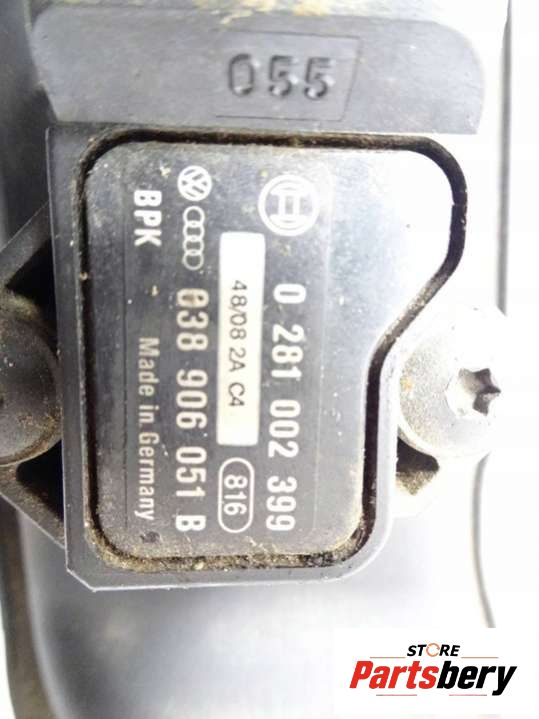 055
0 281 002 399
48/08 2A C4
816
038 906 051 B
BPK
Made in Germany
STORE
Partsbery